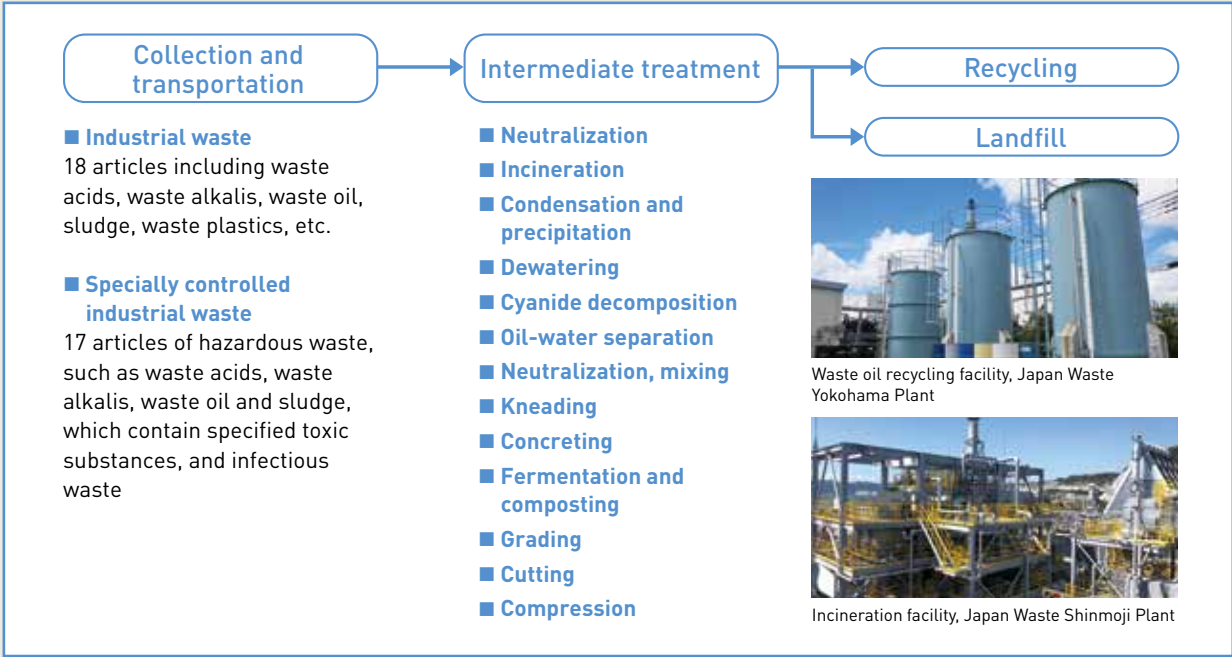 Collection and
transportation
Intermediate treatment
Recycling
Landfill
■ Industrial waste
18 articles including waste
acids, waste alkalis, waste oil,
sludge, waste plastics, etc.
■ Specially controlled
industrial waste
17 articles of hazardous waste,
such as waste acids, waste
alkalis, waste oil and sludge,
which contain specified toxic
substances, and infectious
waste
■ Neutralization
■ Incineration
■ Condensation and
precipitation
■ Dewatering
■ Cyanide decomposition
■ Oil-water separation
■ Neutralization, mixing
■ Kneading
■ Concreting
■ Fermentation and
composting
■ Grading
■ Cutting
■ Compression
Waste oil recycling facility, Japan Waste
Yokohama Plant
Incineration facility, Japan Waste Shinmoji Plant